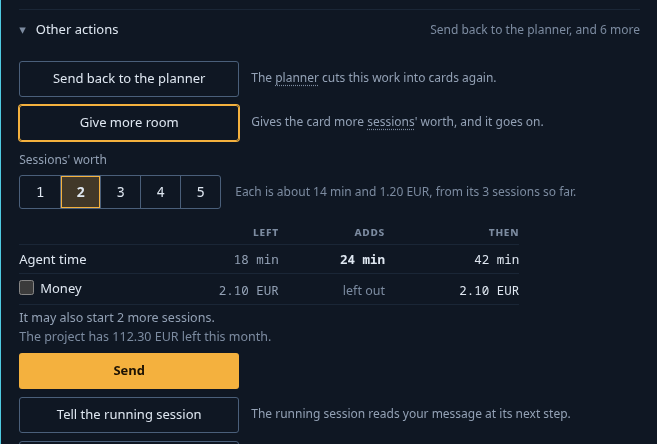 ▾ Other actions Send back to the planner, and 6 more
Send back to the planner The planner cuts this work into cards again.
Give more room Gives the card more sessions' worth, and it goes on.
Sessions' worth
1 2 3 4 5 Each is about 14 min and 1.20 EUR, from its 3 sessions so far.
LEFT ADDS THEN
Agent time 18 min 24 min 42 min
Money 2.10 EUR left out 2.10 EUR
It may also start 2 more sessions.
The project has 112.30 EUR left this month.
Send
Tell the running session The running session reads your message at its next step.